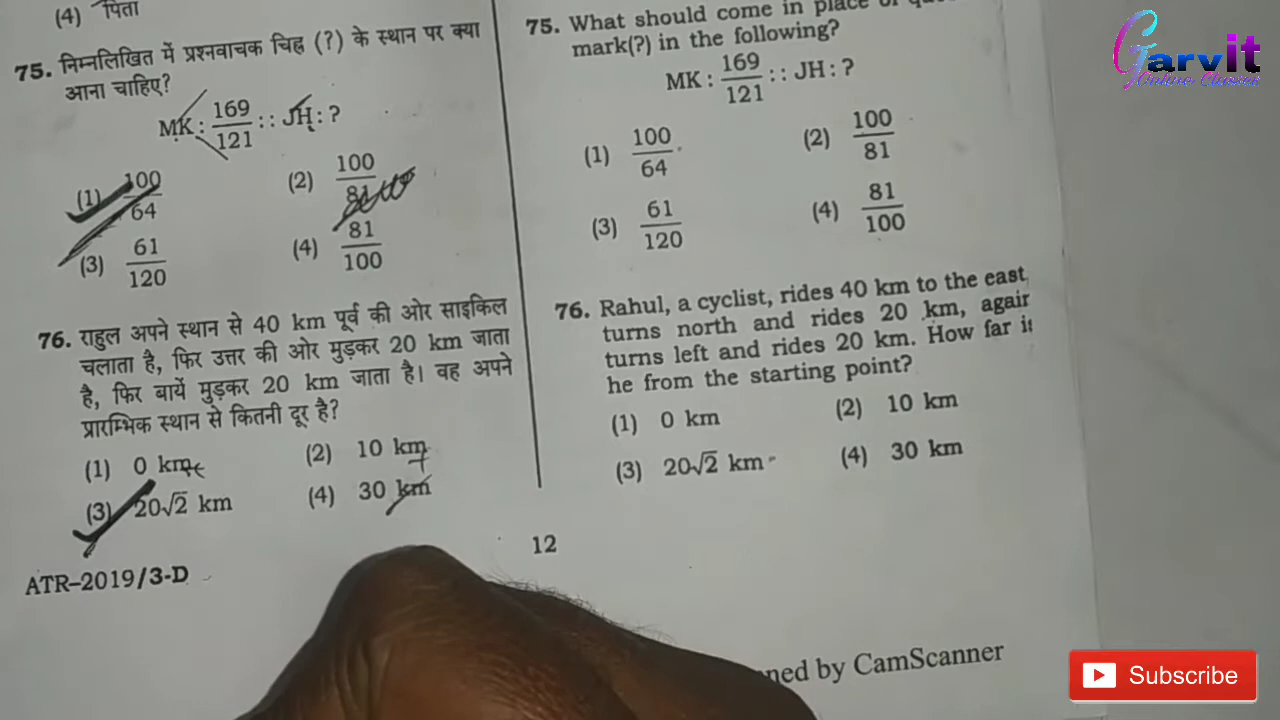 (4) पिता
75. निम्नलिखित में प्रश्नवाचक चिह्न (?) के स्थान पर क्या
आना चाहिए?
MK : 169/121 :: JH : ?
(1) 100/64
(2) 100/81
(3) 61/120
(4) 81/100
76. राहुल अपने स्थान से 40 km पूर्व की ओर साइकिल
चलाता है, फिर उत्तर की ओर मुड़कर 20 km जाता
है, फिर बायें मुड़कर 20 km जाता है। वह अपने
प्रारम्भिक स्थान से कितनी दूर है?
(1) 0 km
(2) 10 km
(3) 20√2 km
(4) 30 km
ATR–2019/3-D
75. What should come in place of
mark(?) in the following?
MK : 169/121 :: JH : ?
(1) 100/64
(2) 100/81
(3) 61/120
(4) 81/100
76. Rahul, a cyclist, rides 40 km to the east
turns north and rides 20 km, again
turns left and rides 20 km. How far is
he from the starting point?
(1) 0 km
(2) 10 km
(3) 20√2 km
(4) 30 km
12
by CamScanner
Garvit
Online Classes
Subscribe